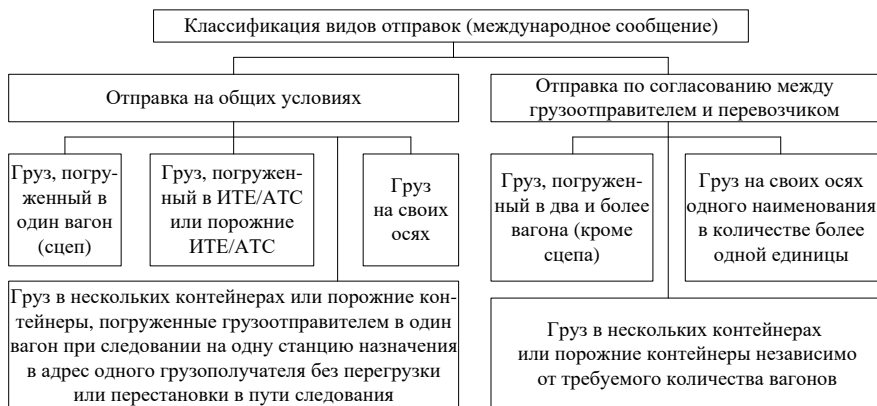 Классификация видов отправок (международное сообщение)
Отправка на общих условиях
Отправка по согласованию между
грузоотправителем и перевозчиком
Груз, погру-
женный в
один вагон
(сцеп)
Груз, погружен-
ный в ИТЕ/АТС
или порожние
ИТЕ/АТС
Груз
на своих
осях
Груз, погружен-
ный в два и более
вагона (кроме
сцепа)
Груз на своих осях
одного наименования
в количестве более
одной единицы
Груз в нескольких контейнерах или порожние кон-
тейнеры, погруженные грузоотправителем в один
вагон при следовании на одну станцию назначения
в адрес одного грузополучателя без перегрузки
или перестановки в пути следования
Груз в нескольких контейнерах
или порожние контейнеры независимо
от требуемого количества вагонов